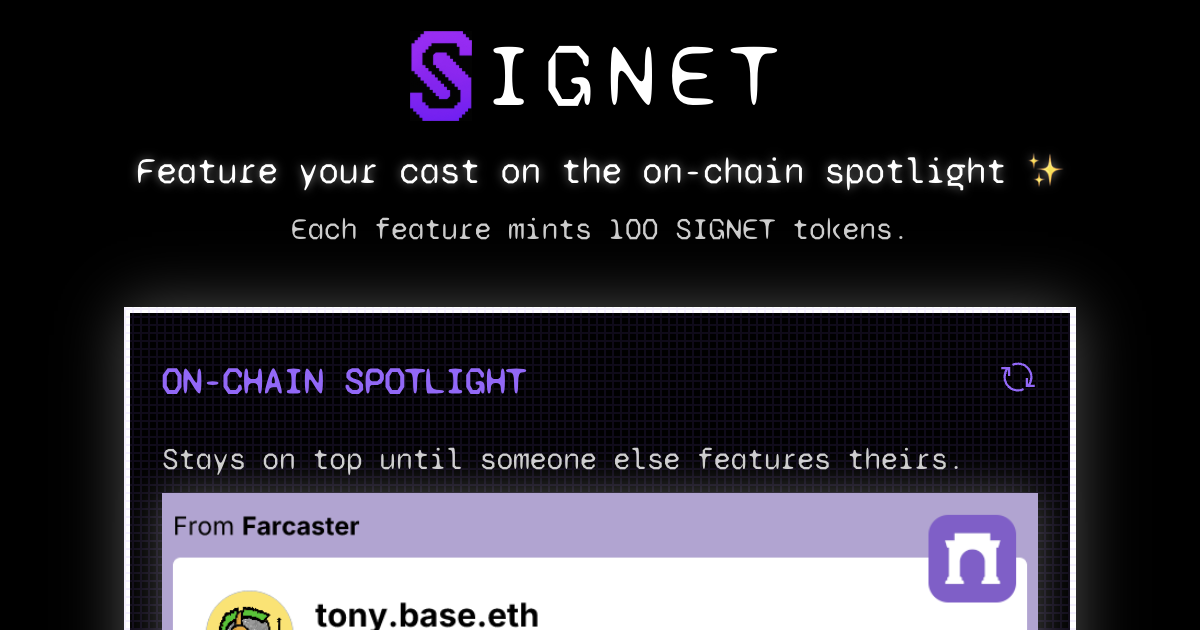 SIGNET
Feature your cast on the on-chain spotlight ✨
Each feature mints 100 SIGNET tokens.
ON-CHAIN SPOTLIGHT
Stays on top until someone else features theirs.
From Farcaster
tony.base.eth